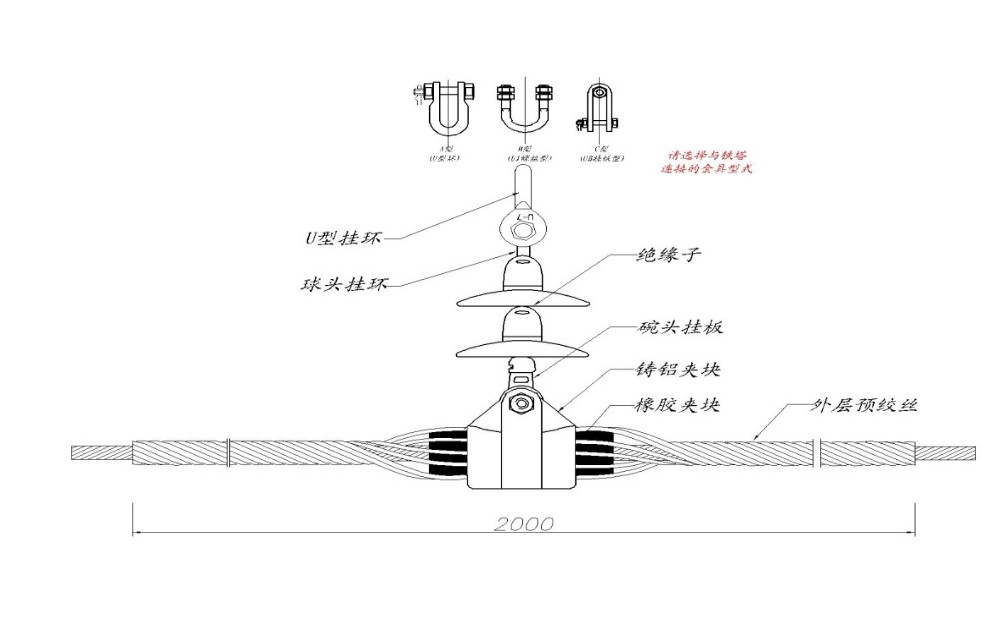 A型
(U型环)
B型
(U1螺丝型)
C型
(UB挂板型)
请选择与铁塔
连接的金具型式
U-7
U型挂环
球头挂环
绝缘子
碗头挂板
铸铝夹块
橡胶夹块
外层预绞丝
2000